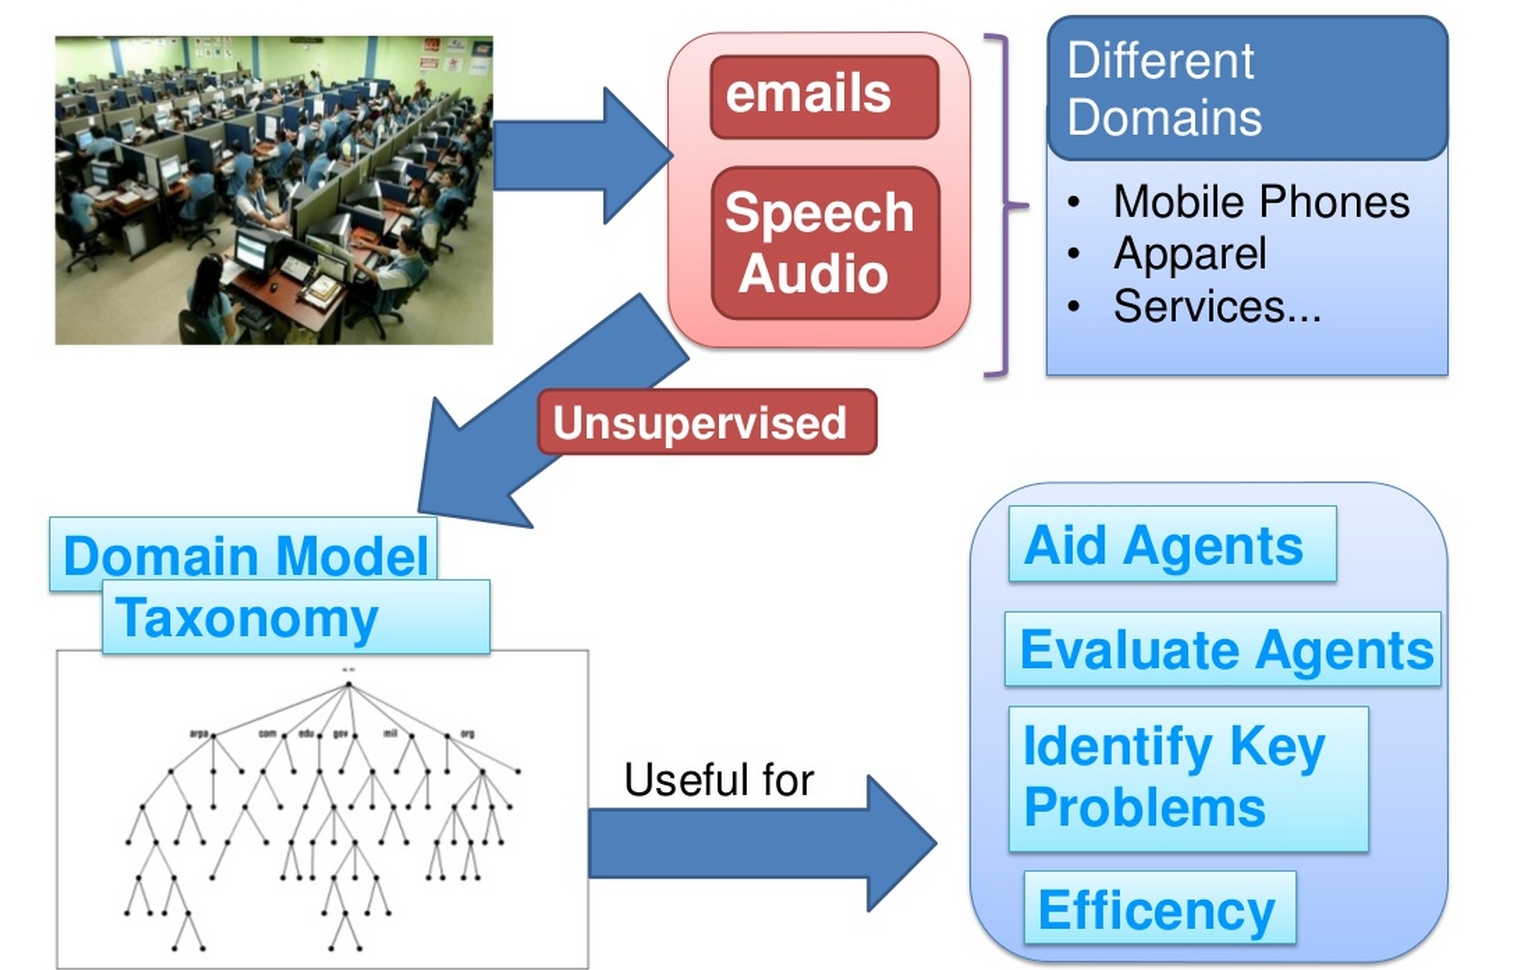 emails
Speech
Audio
Different
Domains
• Mobile Phones
• Apparel
• Services...
Unsupervised
Domain Model
Taxonomy
arpa com edu gov mil org
Useful for
Aid Agents
Evaluate Agents
Identify Key
Problems
Efficency